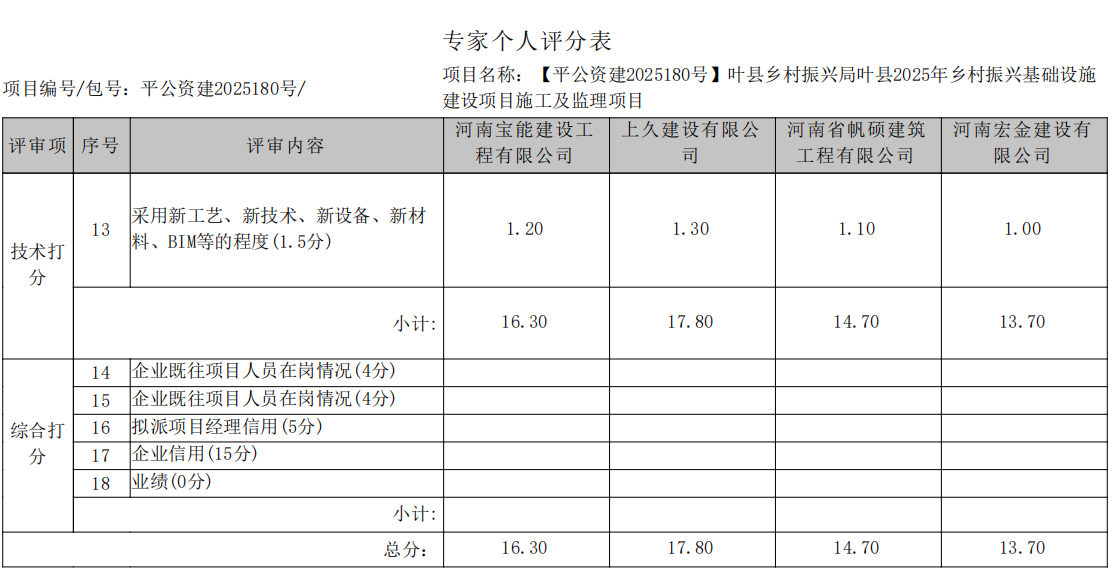 专家个人评分表
项目编号/包号：平公资建2025180号/
项目名称：【平公资建2025180号】叶县乡村振兴局叶县2025年乡村振兴基础设施
建设项目施工及监理项目
评审项 序号 评审内容 河南宝能建设工程有限公司 上久建设有限公司 河南省帆硕建筑工程有限公司 河南宏金建设有限公司
技术打分
13 采用新工艺、新技术、新设备、新材料、BIM等的程度(1.5分) 1.20 1.30 1.10 1.00
小计: 16.30 17.80 14.70 13.70
综合打分
14 企业既往项目人员在岗情况(4分)
15 企业既往项目人员在岗情况(4分)
16 拟派项目经理信用(5分)
17 企业信用(15分)
18 业绩(0分)
小计:
总分： 16.30 17.80 14.70 13.70